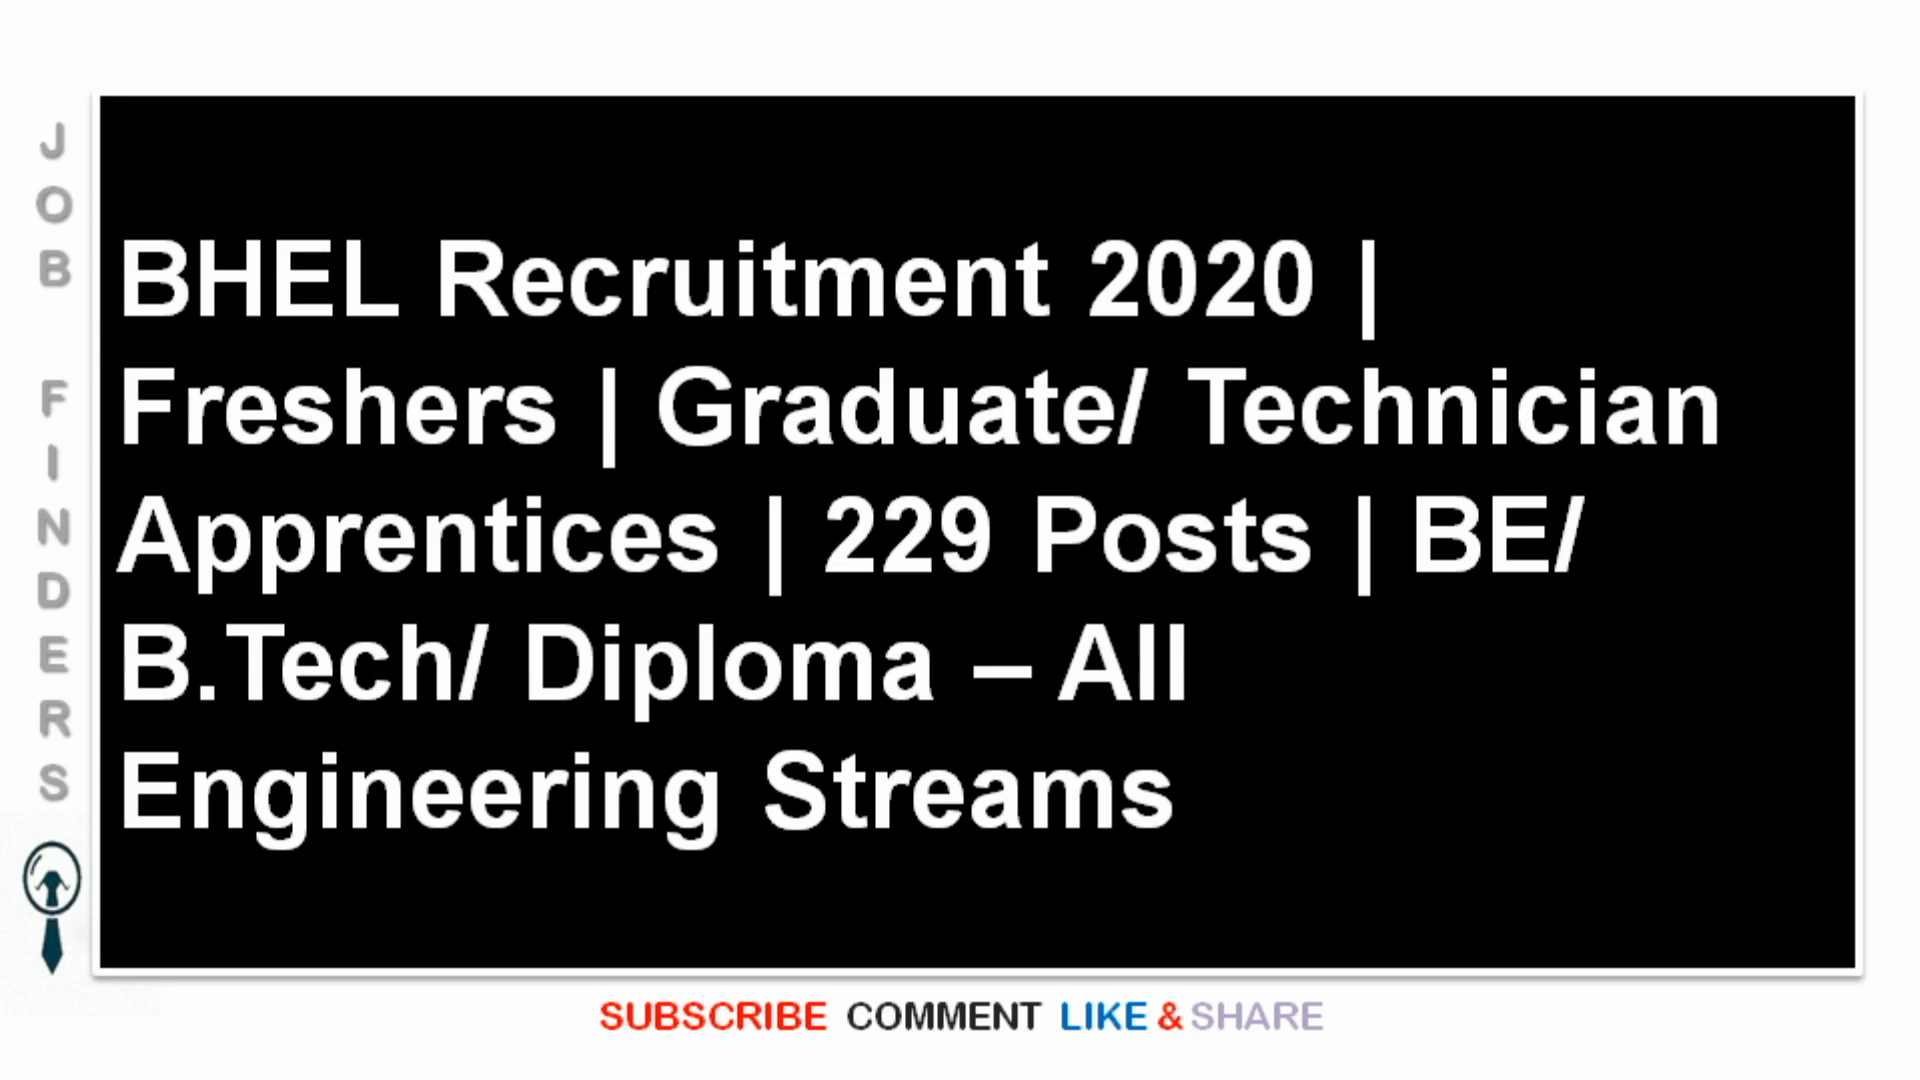 JOB FINDERS
BHEL Recruitment 2020 |
Freshers | Graduate/ Technician
Apprentices | 229 Posts | BE/
B.Tech/ Diploma – All
Engineering Streams
SUBSCRIBE COMMENT LIKE & SHARE